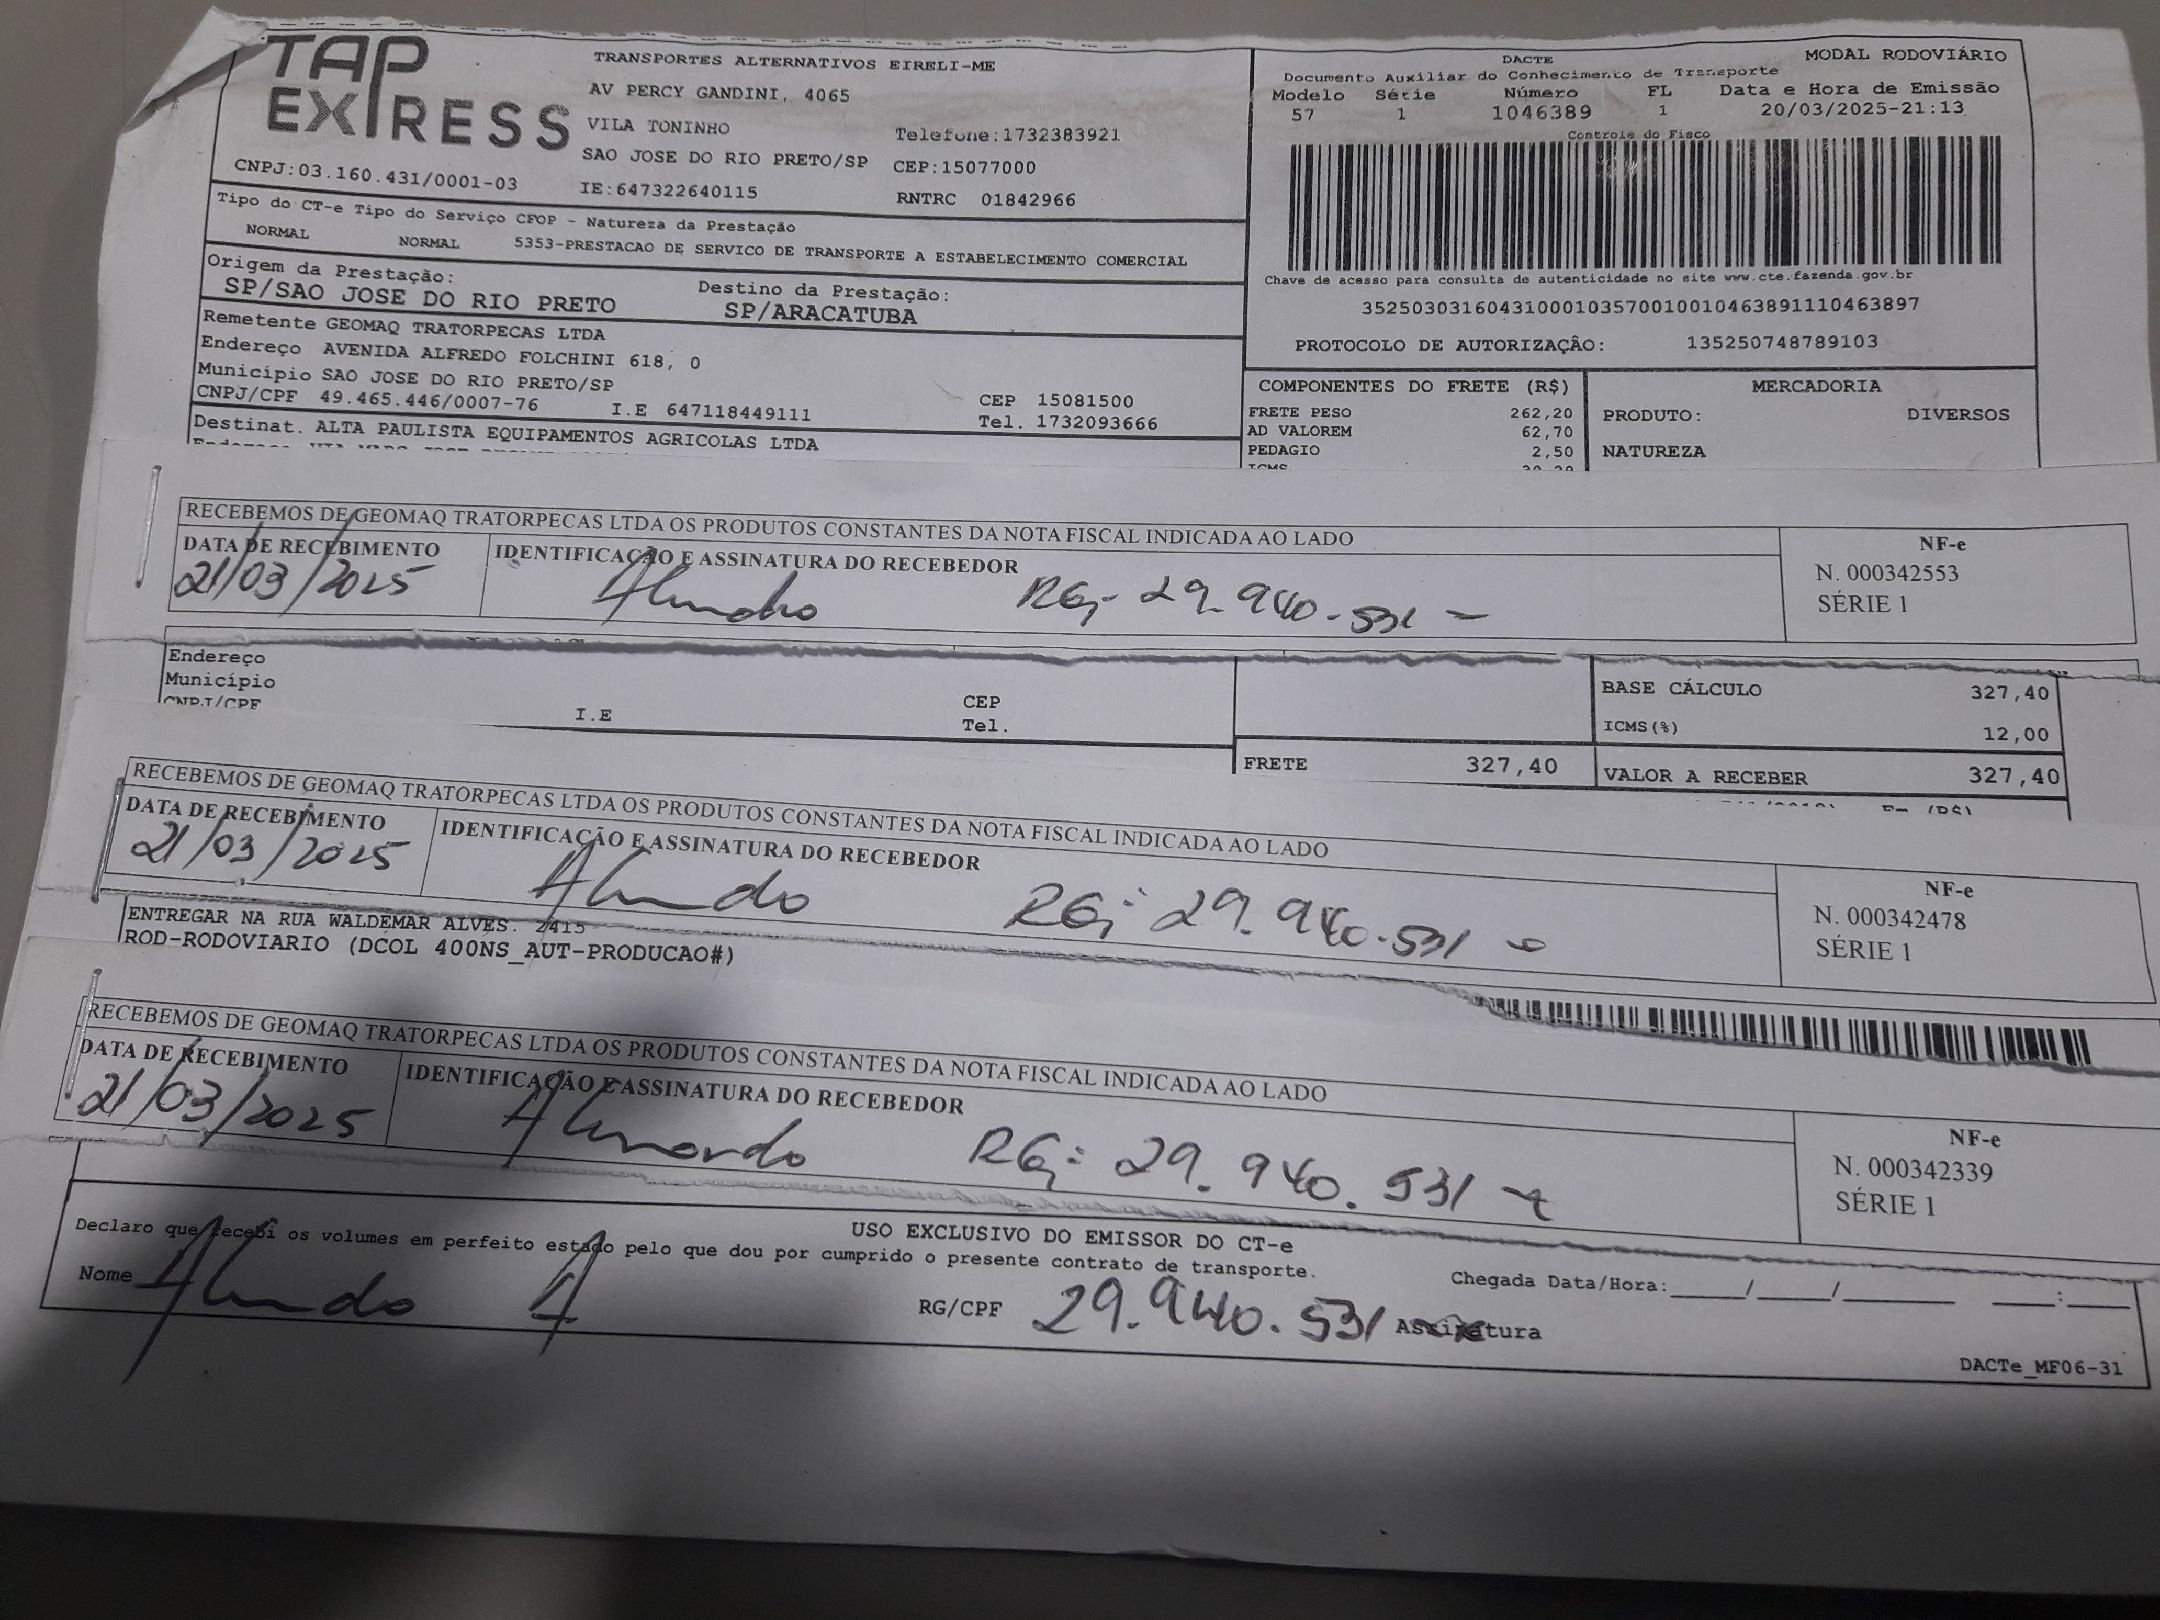 TAP EXPRESS
TRANSPORTES ALTERNATIVOS EIRELI-ME
AV PERCY GANDINI, 4065
VILA TONINHO
Telefone:1732383921
SAO JOSE DO RIO PRETO/SP CEP:15077000
CNPJ:03.160.431/0001-03 IE:647322640115 RNTRC 01842966
DACTE MODAL RODOVIÁRIO
Documento Auxiliar do Conhecimento de Transporte
Modelo Série Número FL Data e Hora de Emissão
57 1 1046389 1 20/03/2025-21:13
Controle do Fisco
Chave de acesso para consulta de autenticidade no site www.cte.fazenda.gov.br
35250303160431000103570010010463891110463897
PROTOCOLO DE AUTORIZAÇÃO: 135250748789103
Tipo do CT-e Tipo do Serviço CFOP - Natureza da Prestação
NORMAL NORMAL 5353-PRESTACAO DE SERVICO DE TRANSPORTE A ESTABELECIMENTO COMERCIAL
Origem da Prestação: Destino da Prestação:
SP/SAO JOSE DO RIO PRETO SP/ARACATUBA
Remetente GEOMAQ TRATORPECAS LTDA
Endereço AVENIDA ALFREDO FOLCHINI 618, 0
Município SAO JOSE DO RIO PRETO/SP CEP 15081500
CNPJ/CPF 49.465.446/0007-76 I.E 647118449111 Tel. 1732093666
Destinat. ALTA PAULISTA EQUIPAMENTOS AGRICOLAS LTDA
COMPONENTES DO FRETE (R$) MERCADORIA
FRETE PESO 262,20 PRODUTO: DIVERSOS
AD VALOREM 62,70
PEDAGIO 2,50 NATUREZA
RECEBEMOS DE GEOMAQ TRATORPECAS LTDA OS PRODUTOS CONSTANTES DA NOTA FISCAL INDICADA AO LADO
DATA DE RECEBIMENTO IDENTIFICAÇÃO E ASSINATURA DO RECEBEDOR
21/03/2025 RG: 29.940.531
NF-e
N. 000342553
SÉRIE 1
Endereço
Município CEP
CNPJ/CPF I.E Tel.
BASE CÁLCULO 327,40
ICMS(%) 12,00
FRETE 327,40 VALOR A RECEBER 327,40
RECEBEMOS DE GEOMAQ TRATORPECAS LTDA OS PRODUTOS CONSTANTES DA NOTA FISCAL INDICADA AO LADO
DATA DE RECEBIMENTO IDENTIFICAÇÃO E ASSINATURA DO RECEBEDOR
21/03/2025 RG: 29.940.531
NF-e
N. 000342478
SÉRIE 1
ENTREGAR NA RUA WALDEMAR ALVES. 2415
ROD-RODOVIARIO (DCOL 400NS_AUT-PRODUCAO#)
RECEBEMOS DE GEOMAQ TRATORPECAS LTDA OS PRODUTOS CONSTANTES DA NOTA FISCAL INDICADA AO LADO
DATA DE RECEBIMENTO IDENTIFICAÇÃO E ASSINATURA DO RECEBEDOR
21/03/2025 RG: 29.940.531
NF-e
N. 000342339
SÉRIE 1
USO EXCLUSIVO DO EMISSOR DO CT-e
Declaro que recebi os volumes em perfeito estado pelo que dou por cumprido o presente contrato de transporte.
Nome RG/CPF 29.940.531 Assinatura
Chegada Data/Hora:____/____/______ ____:____
DACTe_MF06-31